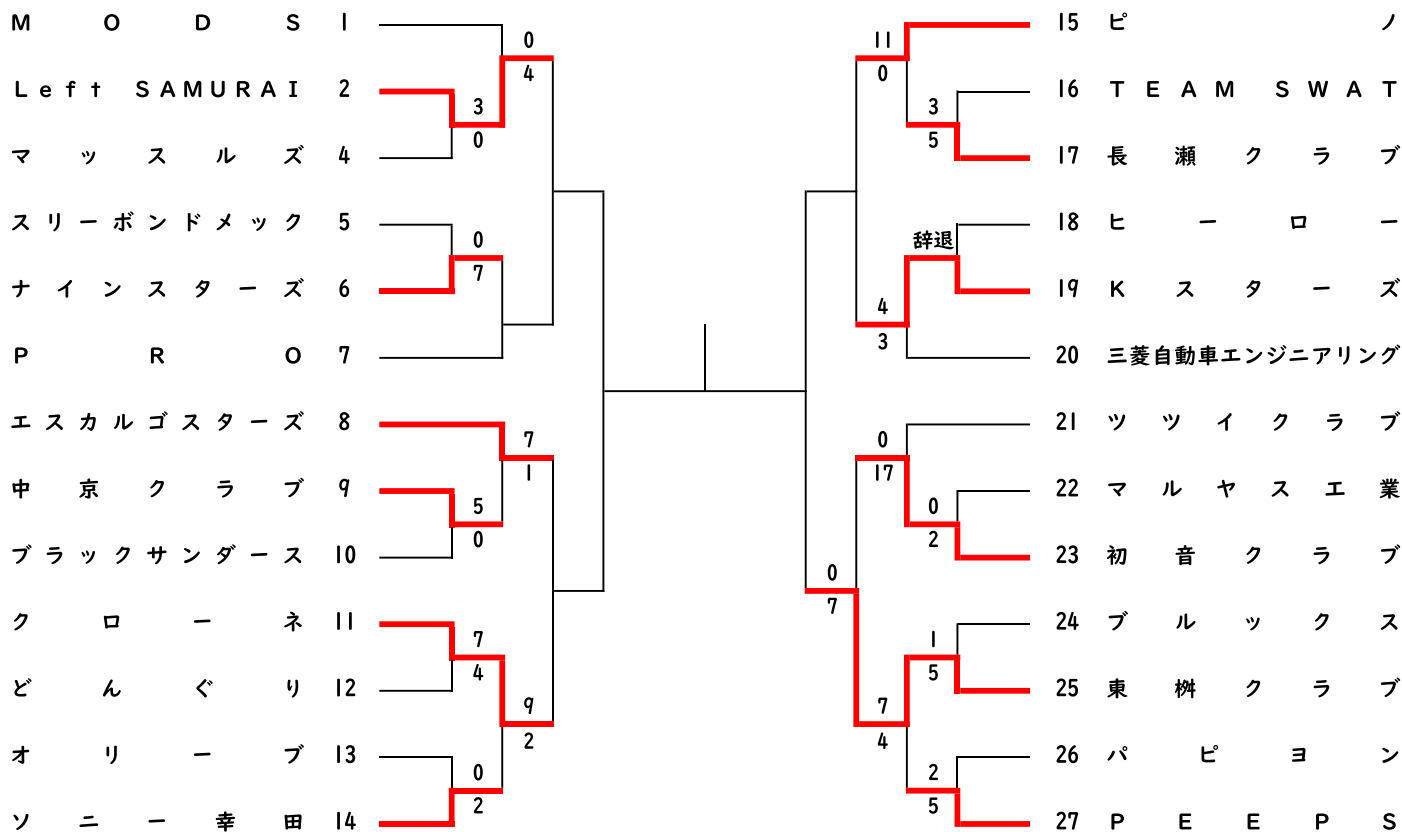 MODS 1
Left SAMURAI 2
マッスルズ 4
スリーボンドメック 5
ナインスターズ 6
PRO 7
エスカルゴスターズ 8
中京クラブ 9
ブラックサンダース 10
クローネ 11
どんぐり 12
オリーブ 13
ソニー幸田 14
0
4
3
0
0
7
7
1
5
0
7
4
9
2
0
2
11
0
3
5
辞退
4
3
0
17
0
2
0
7
1
5
7
4
2
5
15 ピノ
16 TEAM SWAT
17 長瀬クラブ
18 ヒーロー
19 Kスターズ
20 三菱自動車エンジニアリング
21 ツツイクラブ
22 マルヤス工業
23 初音クラブ
24 ブルックス
25 東桝クラブ
26 パピヨン
27 PEEPS